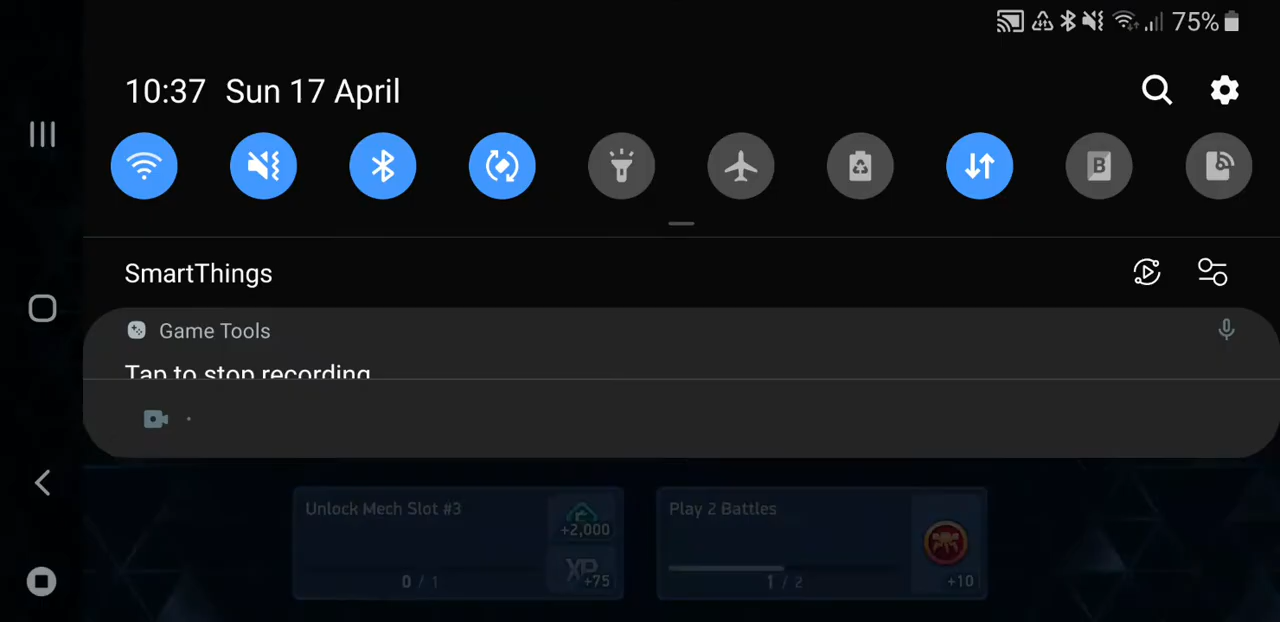 75%
10:37 Sun 17 April
B
SmartThings
Game Tools
Tap to stop recording
Unlock Mech Slot #3
+2,000
XP +75
0 / 1
Play 2 Battles
1 / 2
+10